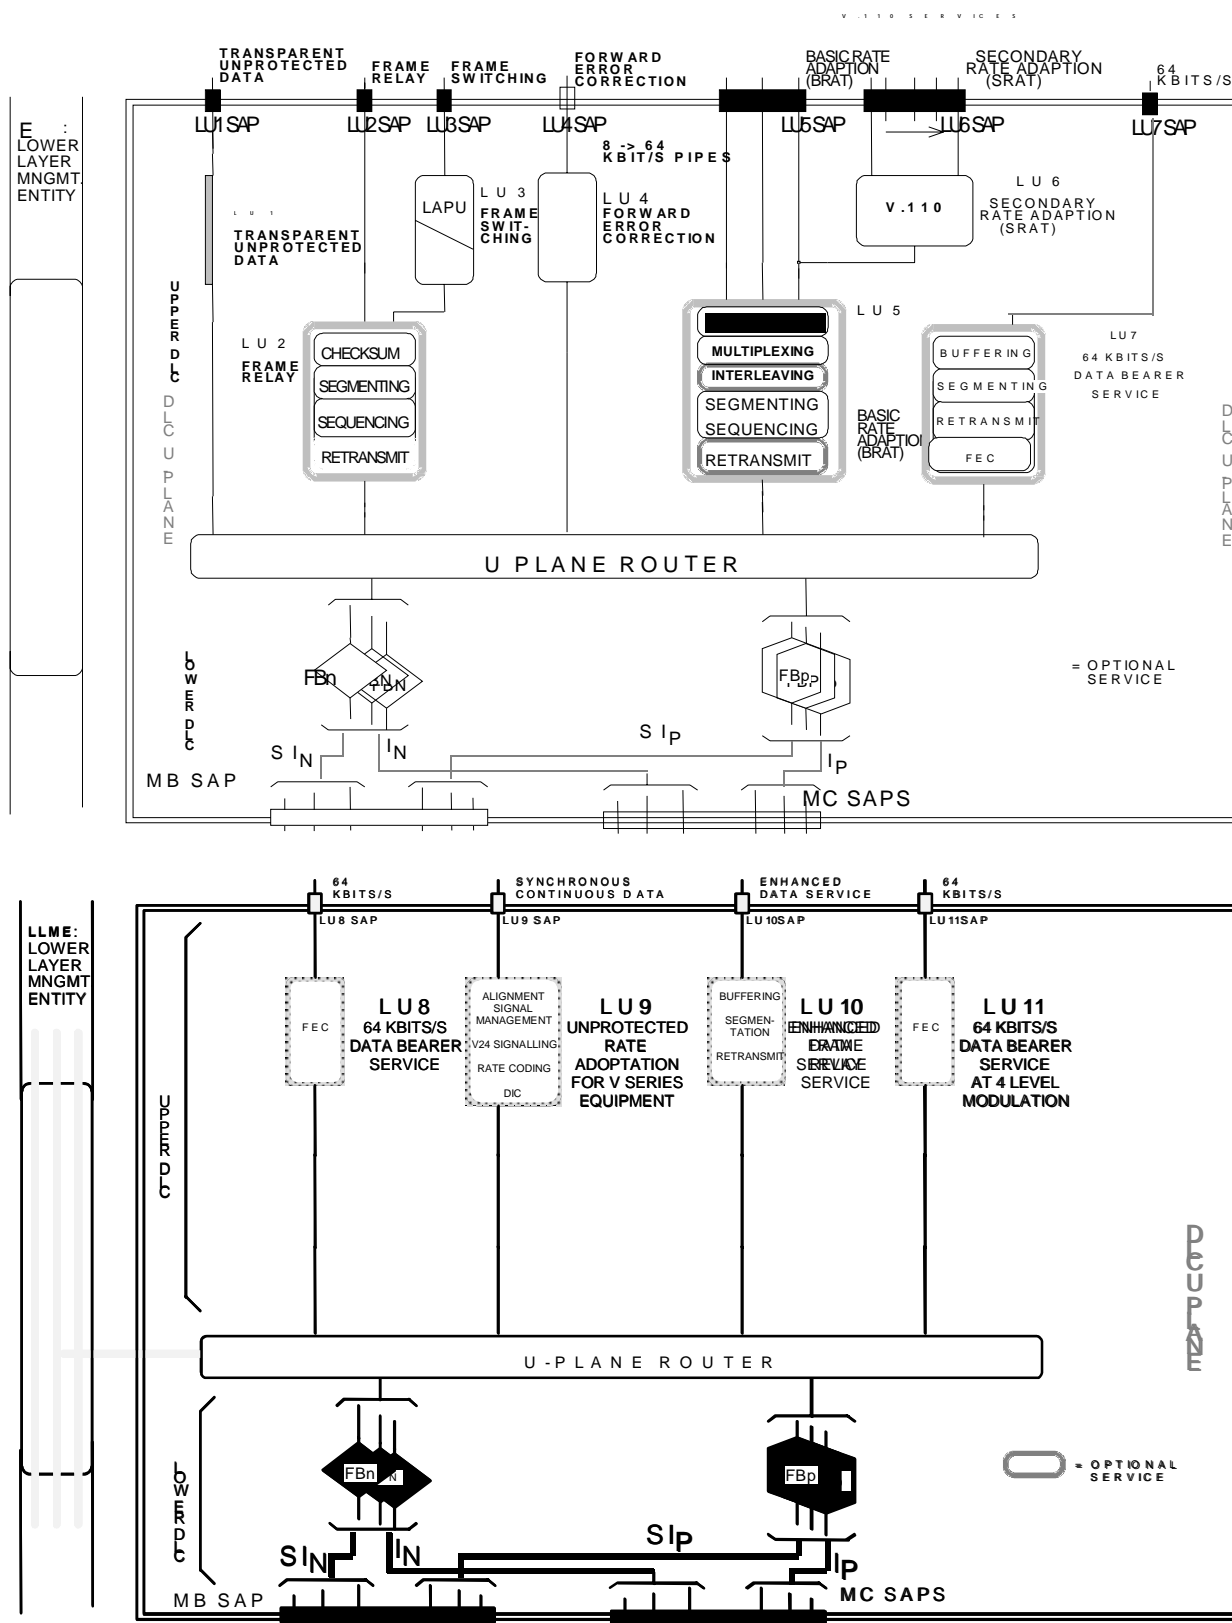 V.110 SERVICES
TRANSPARENT
UNPROTECTED
DATA
FRAME
RELAY
FRAME
SWITCHING
FORWARD
ERROR
CORRECTION
BASIC RATE
ADAPTION
(BRAT)
SECONDARY
RATE ADAPTION
(SRAT)
64
KBITS/S
LU1 SAP
LU2 SAP
LU3 SAP
LU4 SAP
LU5 SAP
LU6 SAP
LU7 SAP
E :
LOWER
LAYER
MNGMT.
ENTITY
8 -> 64
KBIT/S PIPES
LU 1
TRANSPARENT
UNPROTECTED
DATA
LAPU
LU 3
FRAME
SWIT-
CHING
LU 4
FORWARD
ERROR
CORRECTION
V.110
LU 6
SECONDARY
RATE ADAPTION
(SRAT)
UPPER DLC
DLC U PLANE
LU 2
FRAME
RELAY
CHECKSUM
SEGMENTING
SEQUENCING
RETRANSMIT
MULTIPLEXING
INTERLEAVING
SEGMENTING
SEQUENCING
RETRANSMIT
LU 5
BASIC
RATE
ADAPTION
(BRAT)
BUFFERING
SEGMENTING
RETRANSMIT
FEC
LU7
64 KBITS/S
DATA BEARER
SERVICE
DLC U PLANE
U PLANE ROUTER
LOWER DLC
FBn
FBN
FBp
= OPTIONAL
SERVICE
SIN
IN
SIP
IP
MB SAP
MC SAPS
64
KBITS/S
SYNCHRONOUS
CONTINUOUS DATA
ENHANCED
DATA SERVICE
64
KBITS/S
LU8 SAP
LU9 SAP
LU10SAP
LU11SAP
LLME:
LOWER
LAYER
MNGMT
ENTITY
FEC
LU8
64 KBITS/S
DATA BEARER
SERVICE
ALIGNMENT
SIGNAL
MANAGEMENT
V24 SIGNALLING
RATE CODING
DIC
LU9
UNPROTECTED
RATE
ADOPTATION
FOR V SERIES
EQUIPMENT
BUFFERING
SEGMEN-
TATION
RETRANSMIT
LU10
ENHANCED
SERVICE
FEC
LU11
64 KBITS/S
DATA BEARER
SERVICE
AT 4 LEVEL
MODULATION
UPPER DLC
DLC U PLANE
U-PLANE ROUTER
LOWER DLC
FBn
N
FBp
= OPTIONAL
SERVICE
SIN
IN
SIP
IP
MB SAP
MC SAPS